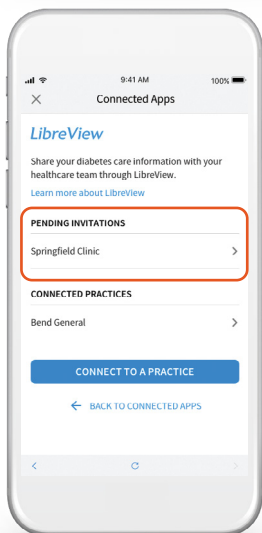 9:41 AM
100%
Connected Apps
LibreView
Share your diabetes care information with your
healthcare team through LibreView.
Learn more about LibreView
PENDING INVITATIONS
Springfield Clinic
CONNECTED PRACTICES
Bend General
CONNECT TO A PRACTICE
BACK TO CONNECTED APPS